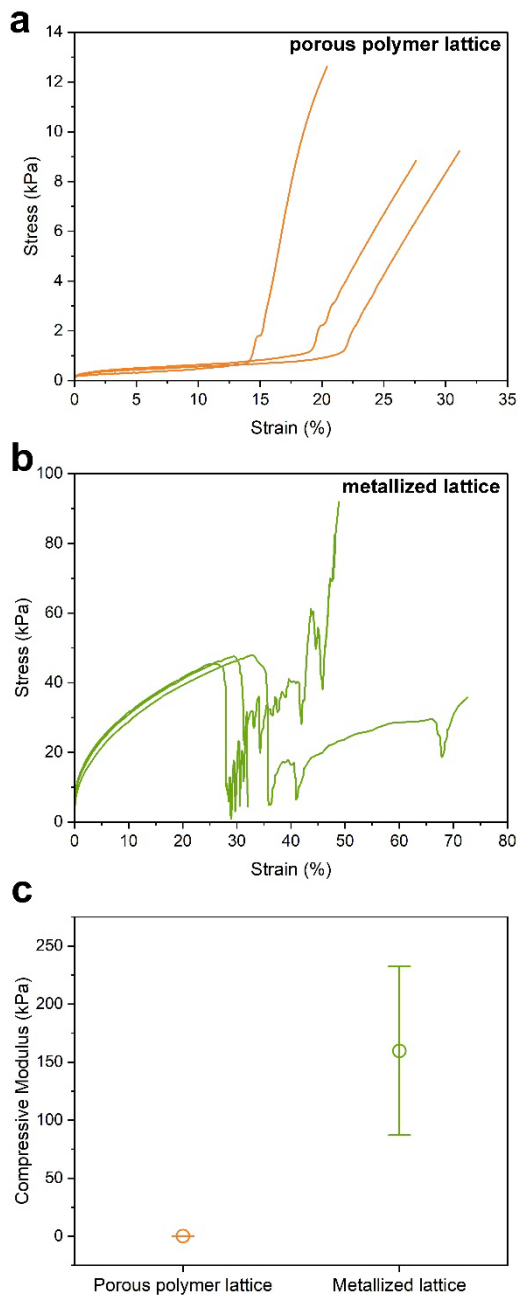 a
porous polymer lattice
14
12
10
8
6
4
2
0
Stress (kPa)
0 5 10 15 20 25 30 35
Strain (%)
b
metallized lattice
100
80
60
40
20
0
Stress (kPa)
0 10 20 30 40 50 60 70 80
Strain (%)
c
250
200
150
100
50
0
Compressive Modulus (kPa)
Porous polymer lattice Metallized lattice